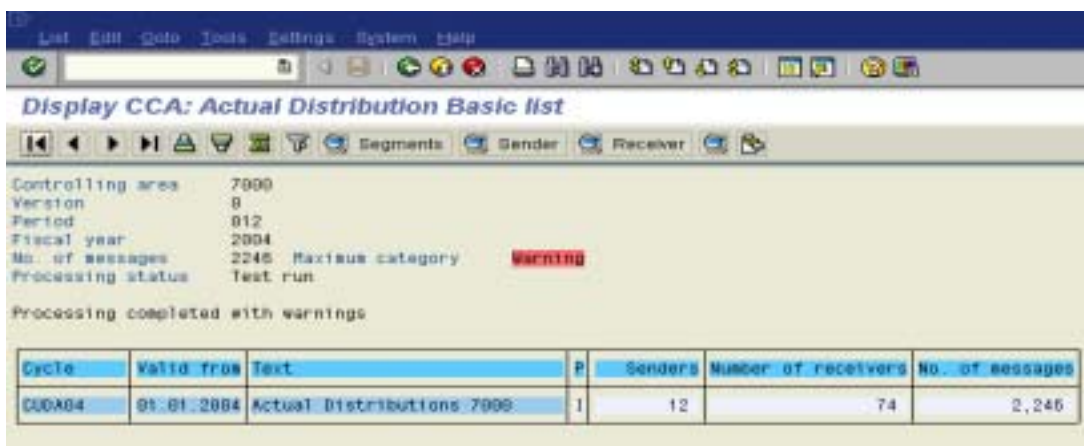 List Edit Goto Tools Settings System Help
Display CCA: Actual Distribution Basic list
Segments Sender Receiver
Controlling area 7000
Version 0
Period 012
Fiscal year 2004
No. of messages 2246 Maximum category Warning
Processing status Test run
Processing completed with warnings
Cycle Valid from Text P Senders Number of receivers No. of messages
CUDA04 01.01.2004 Actual Distributions 7000 I 12 74 2,246